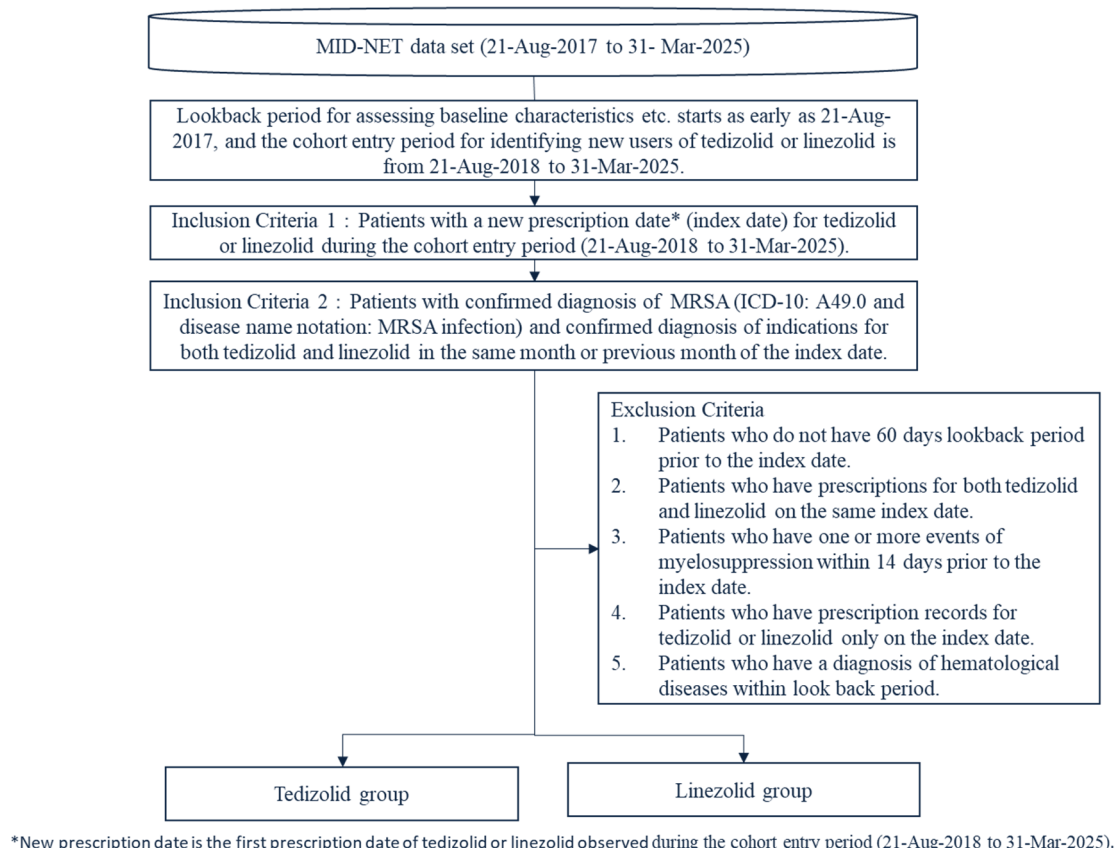 MID-NET data set (21-Aug-2017 to 31- Mar-2025)
Lookback period for assessing baseline characteristics etc. starts as early as 21-Aug-
2017, and the cohort entry period for identifying new users of tedizolid or linezolid is
from 21-Aug-2018 to 31-Mar-2025.
Inclusion Criteria 1 : Patients with a new prescription date* (index date) for tedizolid
or linezolid during the cohort entry period (21-Aug-2018 to 31-Mar-2025).
Inclusion Criteria 2 : Patients with confirmed diagnosis of MRSA (ICD-10: A49.0 and
disease name notation: MRSA infection) and confirmed diagnosis of indications for
both tedizolid and linezolid in the same month or previous month of the index date.
Exclusion Criteria
1. Patients who do not have 60 days lookback period
prior to the index date.
2. Patients who have prescriptions for both tedizolid
and linezolid on the same index date.
3. Patients who have one or more events of
myelosuppression within 14 days prior to the
index date.
4. Patients who have prescription records for
tedizolid or linezolid only on the index date.
5. Patients who have a diagnosis of hematological
diseases within look back period.
Tedizolid group
Linezolid group
*New prescription date is the first prescription date of tedizolid or linezolid observed during the cohort entry period (21-Aug-2018 to 31-Mar-2025).